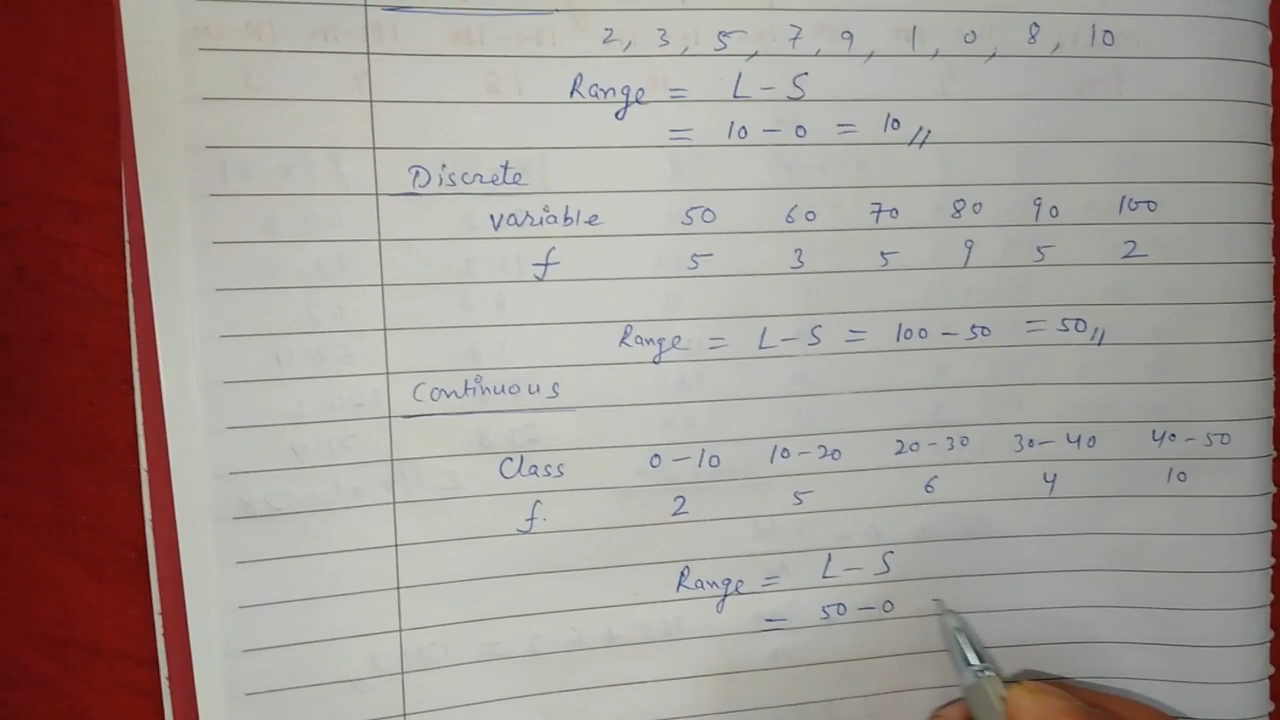 2, 3, 5, 7, 9, 1, 0, 8, 10
Range = L - S
= 10 - 0 = 10 //
Discrete
variable 50 60 70 80 90 100
f 5 3 5 9 5 2
Range = L - S = 100 - 50 = 50 //
Continuous
Class 0-10 10-20 20-30 30-40 40-50
f. 2 5 6 4 10
Range = L - S
= 50 - 0